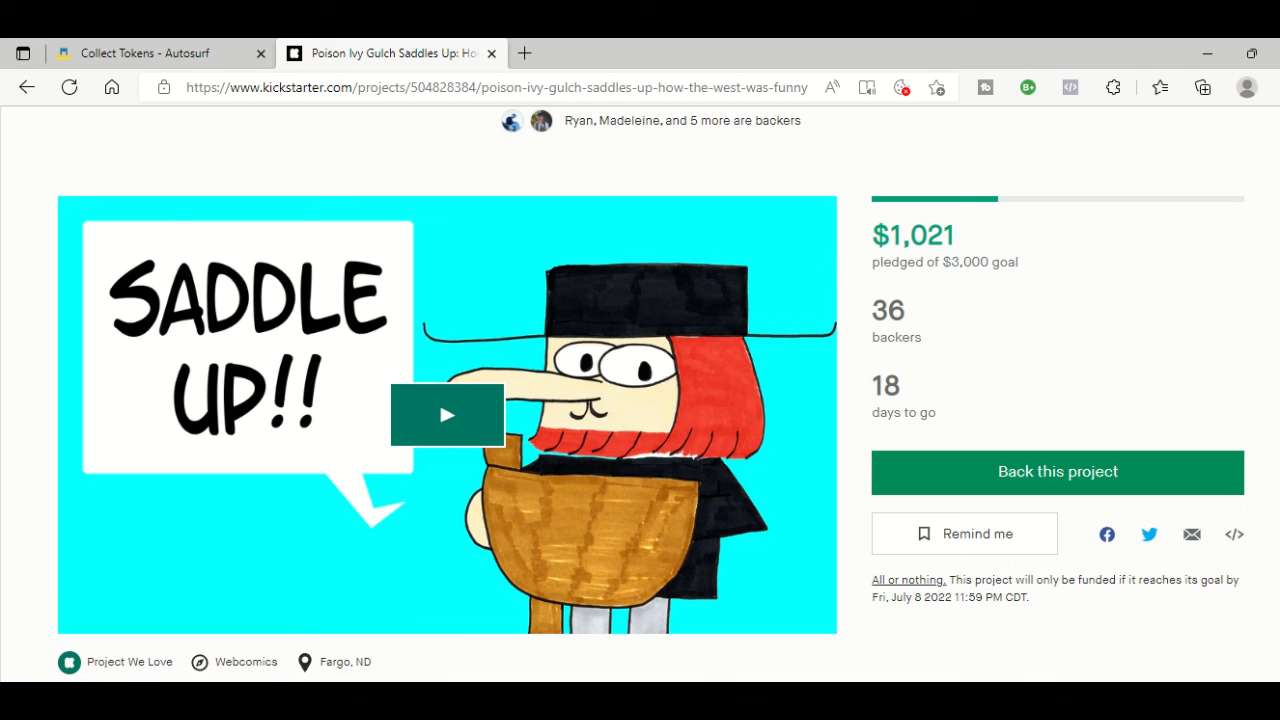 Collect Tokens - Autosurf
Poison Ivy Gulch Saddles Up: Ho
https://www.kickstarter.com/projects/504828384/poison-ivy-gulch-saddles-up-how-the-west-was-funny
Ryan, Madeleine, and 5 more are backers
SADDLE
UP!!
$1,021
pledged of $3,000 goal
36
backers
18
days to go
Back this project
Remind me
All or nothing. This project will only be funded if it reaches its goal by
Fri, July 8 2022 11:59 PM CDT.
Project We Love
Webcomics
Fargo, ND